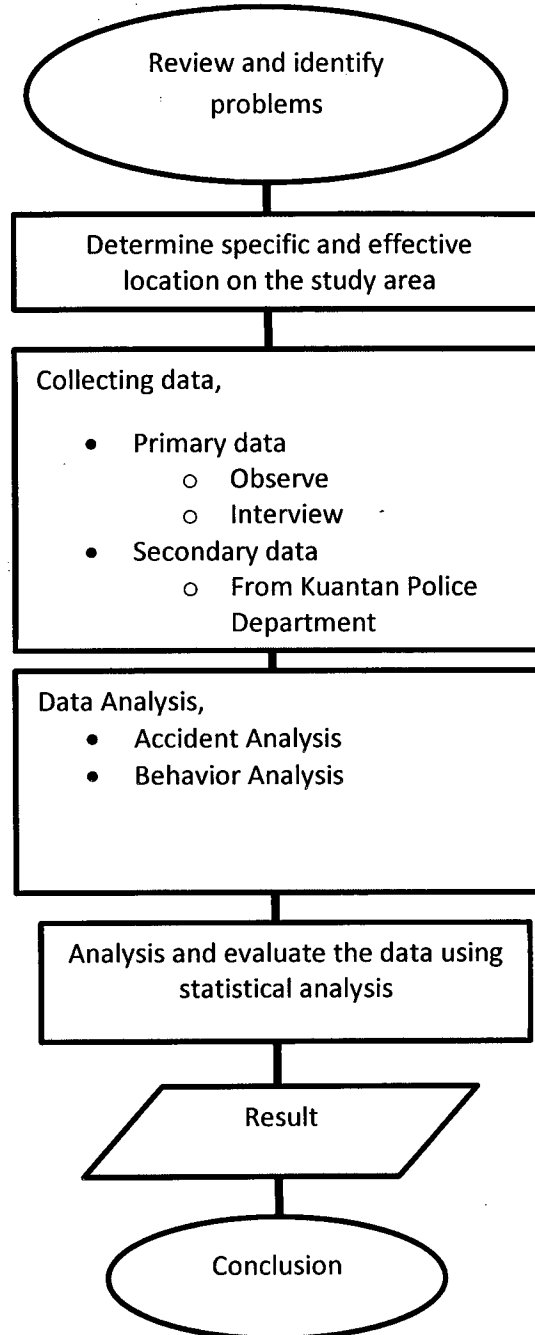 Review and identify
problems
Determine specific and effective
location on the study area
Collecting data,
• Primary data
○ Observe
○ Interview
• Secondary data
○ From Kuantan Police
Department
Data Analysis,
• Accident Analysis
• Behavior Analysis
Analysis and evaluate the data using
statistical analysis
Result
Conclusion